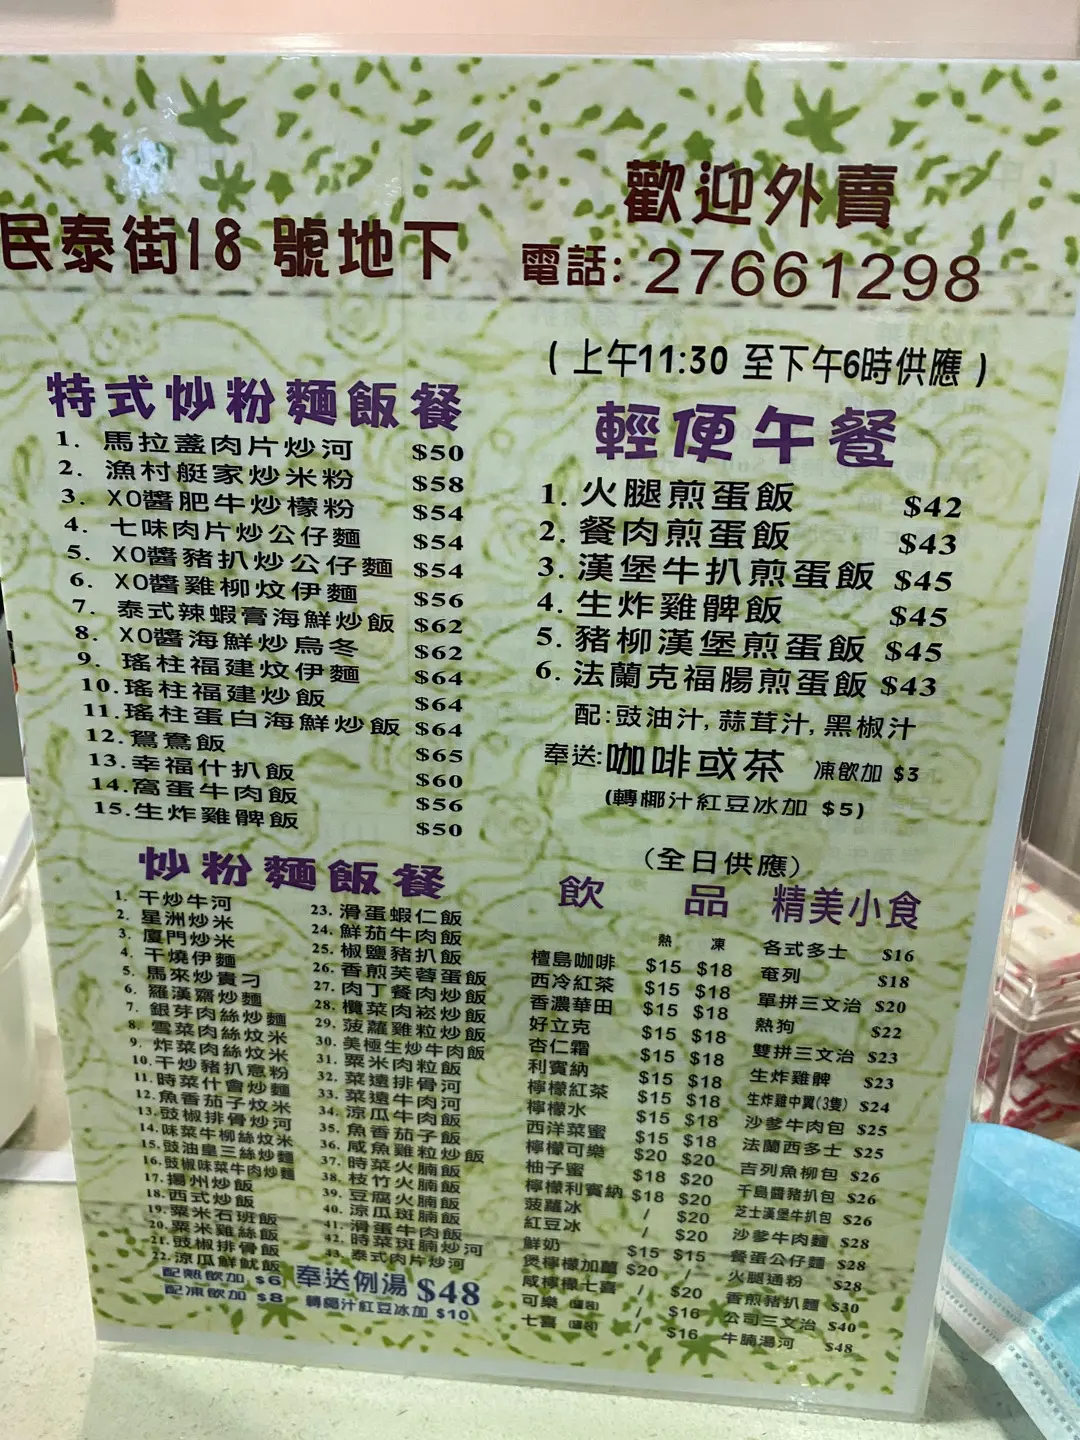 民泰街18 號地下
歡迎外賣
電話: 27661298
特式炒粉麵飯餐
1. 馬拉盞肉片炒河 $50
2. 漁村艇家炒米粉 $58
3. XO醬肥牛炒檬粉 $54
4. 七味肉片炒公仔麵 $54
5. XO醬豬扒炒公仔麵 $54
6. XO醬雞柳炆伊麵 $56
7. 泰式辣蝦膏海鮮炒飯 $62
8. XO醬海鮮炒烏冬 $62
9. 瑤柱福建炆伊麵 $64
10. 瑤柱福建炒飯 $64
11. 瑤柱蛋白海鮮炒飯 $64
12. 鴛鴦飯 $65
13. 幸福什扒飯 $60
14. 窩蛋牛肉飯 $56
15. 生炸雞髀飯 $50
(上午11:30 至下午6時供應)
輕便午餐
1. 火腿煎蛋飯 $42
2. 餐肉煎蛋飯 $43
3. 漢堡牛扒煎蛋飯 $45
4. 生炸雞髀飯 $45
5. 豬柳漢堡煎蛋飯 $45
6. 法蘭克福腸煎蛋飯 $43
配:豉油汁,蒜茸汁,黑椒汁
奉送:咖啡或茶 凍飲加 $3
(轉椰汁紅豆冰加 $5)
炒粉麵飯餐
1. 干炒牛河
2. 星洲炒米
3. 廈門炒米
4. 干燒伊麵
5. 馬來炒貴刁
6. 羅漢齋炒麵
7. 銀芽肉絲炒麵
8. 雪菜肉絲炆米
9. 炸菜肉絲炆米
10. 干炒豬扒意粉
11. 時菜什會炒麵
12. 魚香茄子炆米
13. 豉椒排骨炒河
14. 味菜牛柳絲炆米
15. 豉油皇三絲炒麵
16. 豉椒味菜牛肉炒麵
17. 揚州炒飯
18. 西式炒飯
19. 粟米石班飯
20. 粟米雞絲飯
21. 豉椒排骨飯
22. 涼瓜鮮魷飯
23. 滑蛋蝦仁飯
24. 鮮茄牛肉飯
25. 椒鹽豬扒飯
26. 香煎芙蓉蛋飯
27. 肉丁餐肉炒飯
28. 欖菜肉崧炒飯
29. 菠蘿雞粒炒飯
30. 美極生炒牛肉飯
31. 粟米肉粒飯
32. 菜遠排骨河
33. 菜遠牛肉河
34. 涼瓜牛肉飯
35. 魚香茄子飯
36. 咸魚雞粒炒飯
37. 時菜火腩飯
38. 枝竹火腩飯
39. 豆腐火腩飯
40. 涼瓜斑腩飯
41. 滑蛋牛肉飯
42. 時菜斑腩炒河
43. 泰式肉片炒河
配熱飲加 $6
配凍飲加 $8
奉送例湯 $48
轉椰汁紅豆冰加 $10
(全日供應)
飲 品
熱 凍
檀島咖啡 $15 $18
西冷紅茶 $15 $18
香濃華田 $15 $18
好立克 $15 $18
杏仁霜 $15 $18
利賓納 $15 $18
檸檬紅茶 $15 $18
檸檬水 $15 $18
西洋菜蜜 $15 $18
檸檬可樂 $20 $20
柚子蜜 $18 $20
檸檬利賓納 $18 $20
菠蘿冰 / $20
紅豆冰 / $20
鮮奶 $15 $15
煲檸檬加薑 $20 /
咸檸檬七喜 / $20
可樂 / $16
七喜 / $16
精美小食
各式多士 $16
奄列 $18
單拼三文治 $20
熱狗 $22
雙拼三文治 $23
生炸雞髀 $23
生炸雞中翼(3隻) $24
沙爹牛肉包 $25
法蘭西多士 $25
吉列魚柳包 $26
千島醬豬扒包 $26
芝士漢堡牛扒包 $26
沙爹牛肉麵 $28
餐蛋公仔麵 $28
火腿通粉 $28
香煎豬扒麵 $30
公司三文治 $40
牛腩湯河 $48